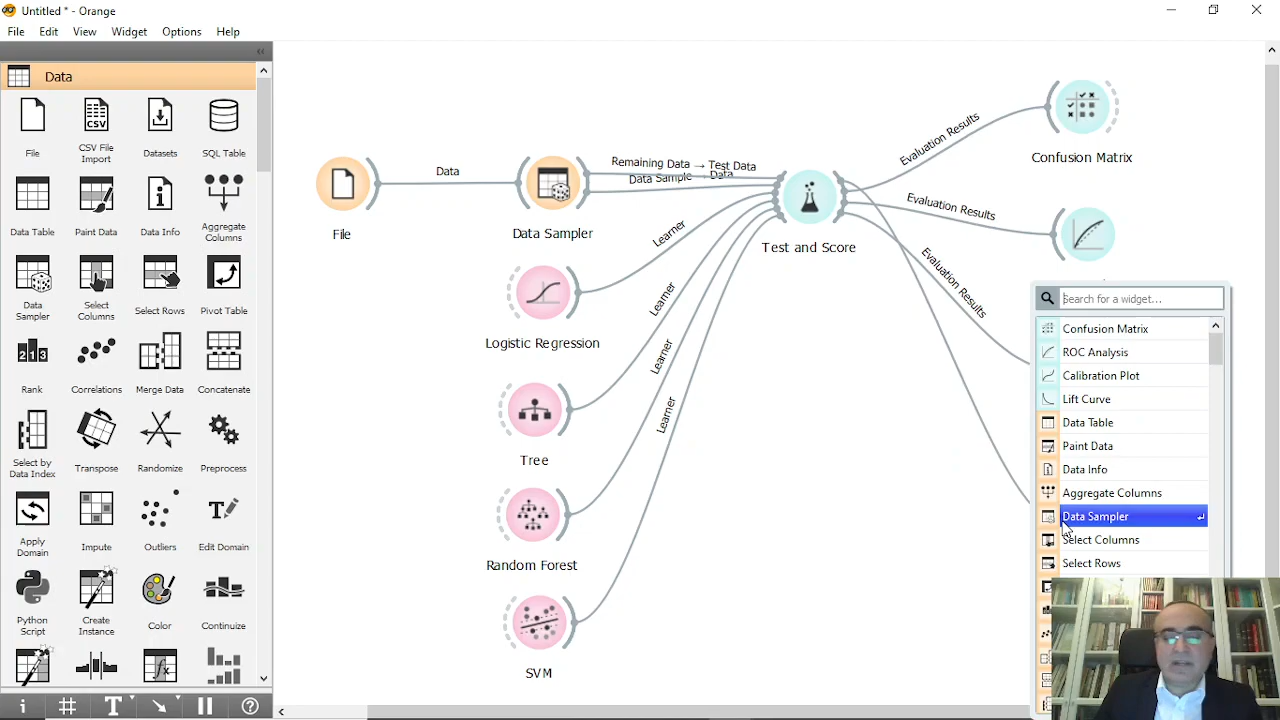 Untitled * - Orange
File Edit View Widget Options Help
Data
File
CSV File Import
Datasets
SQL Table
Data Table
Paint Data
Data Info
Aggregate Columns
Data Sampler
Select Columns
Select Rows
Pivot Table
Rank
Correlations
Merge Data
Concatenate
Select by Data Index
Transpose
Randomize
Preprocess
Apply Domain
Impute
Outliers
Edit Domain
Python Script
Create Instance
Color
Continuize
File
Data
Data Sampler
Remaining Data → Test Data
Data Sample → Data
Test and Score
Learner
Logistic Regression
Learner
Tree
Learner
Random Forest
Learner
SVM
Evaluation Results
Confusion Matrix
Evaluation Results
Evaluation Results
Search for a widget...
Confusion Matrix
ROC Analysis
Calibration Plot
Lift Curve
Data Table
Paint Data
Data Info
Aggregate Columns
Data Sampler
Select Columns
Select Rows